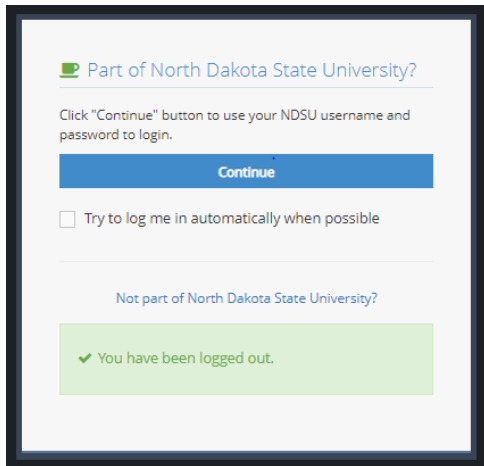 Part of North Dakota State University?
Click "Continue" button to use your NDSU username and
password to login.
Continue
Try to log me in automatically when possible
Not part of North Dakota State University?
You have been logged out.